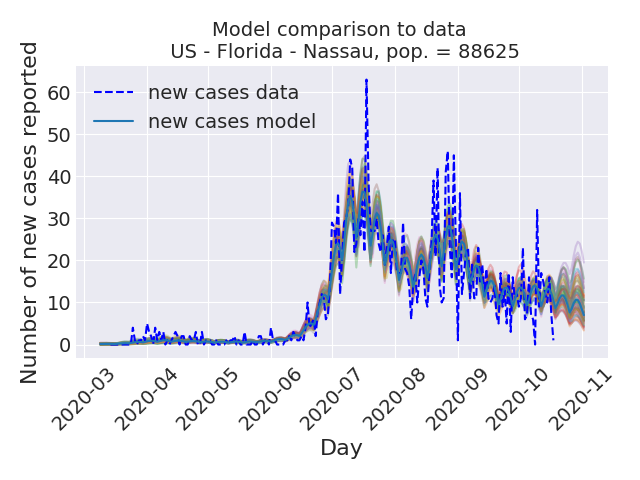 Model comparison to data
US - Florida - Nassau, pop. = 88625
Number of new cases reported
60
50
40
30
20
10
0
new cases data
new cases model
2020-03
2020-04
2020-05
2020-06
2020-07
2020-08
2020-09
2020-10
2020-11
Day